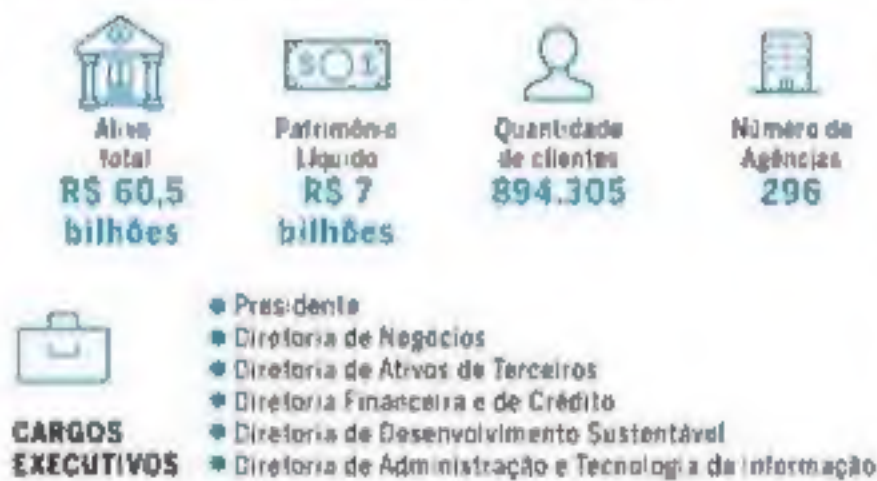 Ativo
total
R$ 60,5
bilhões
Patrimônio
Líquido
R$ 7
bilhões
Quantidade
de clientes
894.305
Número de
Agências
296
CARGOS
EXECUTIVOS
• Presidente
• Diretoria de Negócios
• Diretoria de Ativos de Terceiros
• Diretoria Financeira e de Crédito
• Diretoria de Desenvolvimento Sustentável
• Diretoria de Administração e Tecnologia da Informação